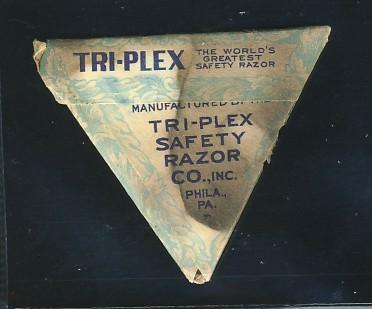 TRI-PLEX
THE WORLD'S
GREATEST
SAFETY RAZOR
MANUFACTURED BY THE
TRI-PLEX
SAFETY
RAZOR
CO., INC.
PHILA.,
PA.